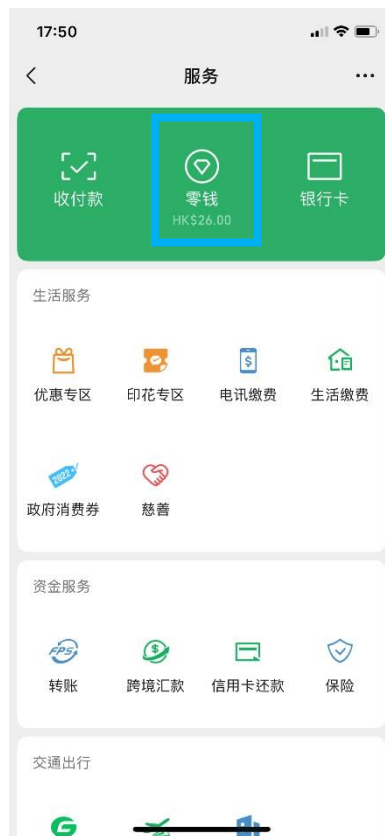 17:50
服务
收付款
零钱
银行卡
HK$26.00
生活服务
优惠专区 印花专区 电讯缴费 生活缴费
2022+
政府消费券 慈善
资金服务
FPS
转账 跨境汇款 信用卡还款 保险
交通出行